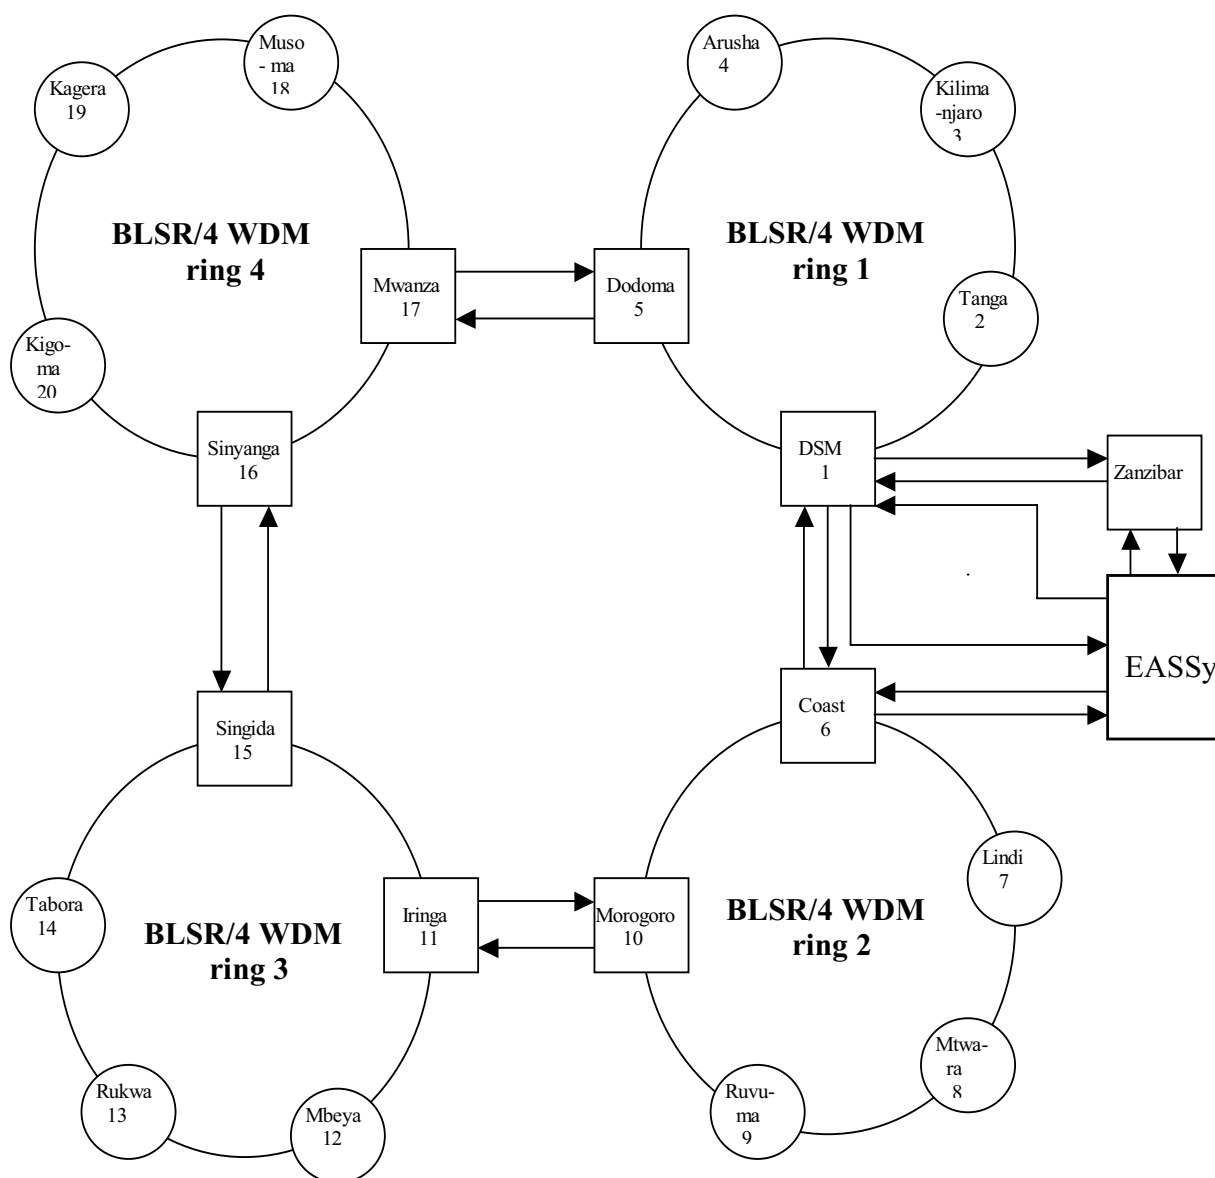 Muso
- ma
18
Kagera
19
BLSR/4 WDM
ring 4
Kigo-
ma
20
Mwanza
17
Sinyanga
16
Arusha
4
Kilima
-njaro
3
BLSR/4 WDM
ring 1
Dodoma
5
Tanga
2
DSM
1
Zanzibar
EASSy
Singida
15
Tabora
14
BLSR/4 WDM
ring 3
Iringa
11
Rukwa
13
Mbeya
12
Coast
6
Lindi
7
Morogoro
10
BLSR/4 WDM
ring 2
Mtwa-
ra
8
Ruvu-
ma
9